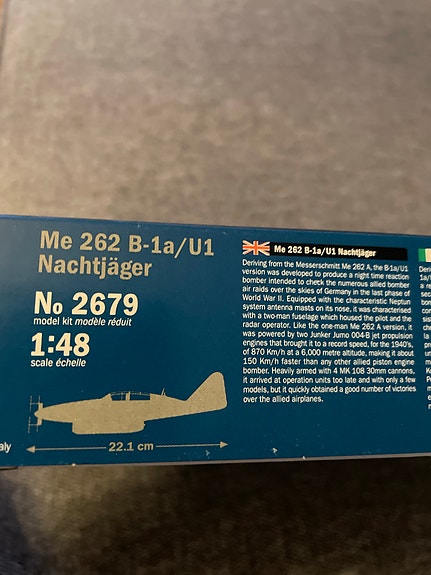 Me 262 B-1a/U1
Nachtjäger
No 2679
model kit modèle réduit
1:48
scale échelle
22.1 cm
aly
Me 262 B-1a/U1 Nachtjäger
Deriving from the Messerschmitt Me 262 A, the B-1a/U1
version was developed to produce a night time reaction
bomber intended to check the numerous allied bomber
air raids over the skies of Germany in the last phase of
World War II. Equipped with the characteristic Neptun
system antenna masts on its nose, it was characterised
with a two-man fuselage which housed the pilot and the
radar operator. Like the one-man Me 262 A version, it
was powered by two Junker Jumo 004-B jet propulsion
engines that brought it to a record speed, for the 1940's,
of 870 Km/h at a 6,000 metre altitude, making it about
150 Km/h faster than any other allied piston engine
bomber. Heavily armed with 4 MK 108 30mm cannons,
it arrived at operation units too late and with only a few
models, but it quickly obtained a good number of victories
over the allied airplanes.